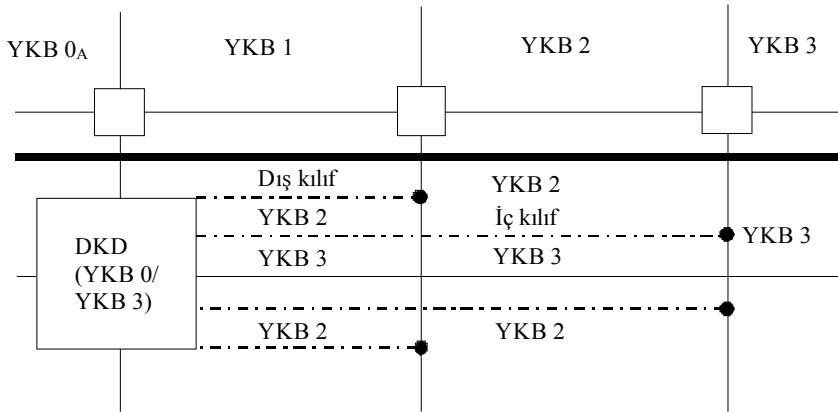 YKB 0A
YKB 1
YKB 2
YKB 3
Dış kılıf
YKB 2
YKB 2
İç kılıf
YKB 3
DKD
(YKB 0/
YKB 3)
YKB 3
YKB 3
YKB 2
YKB 2